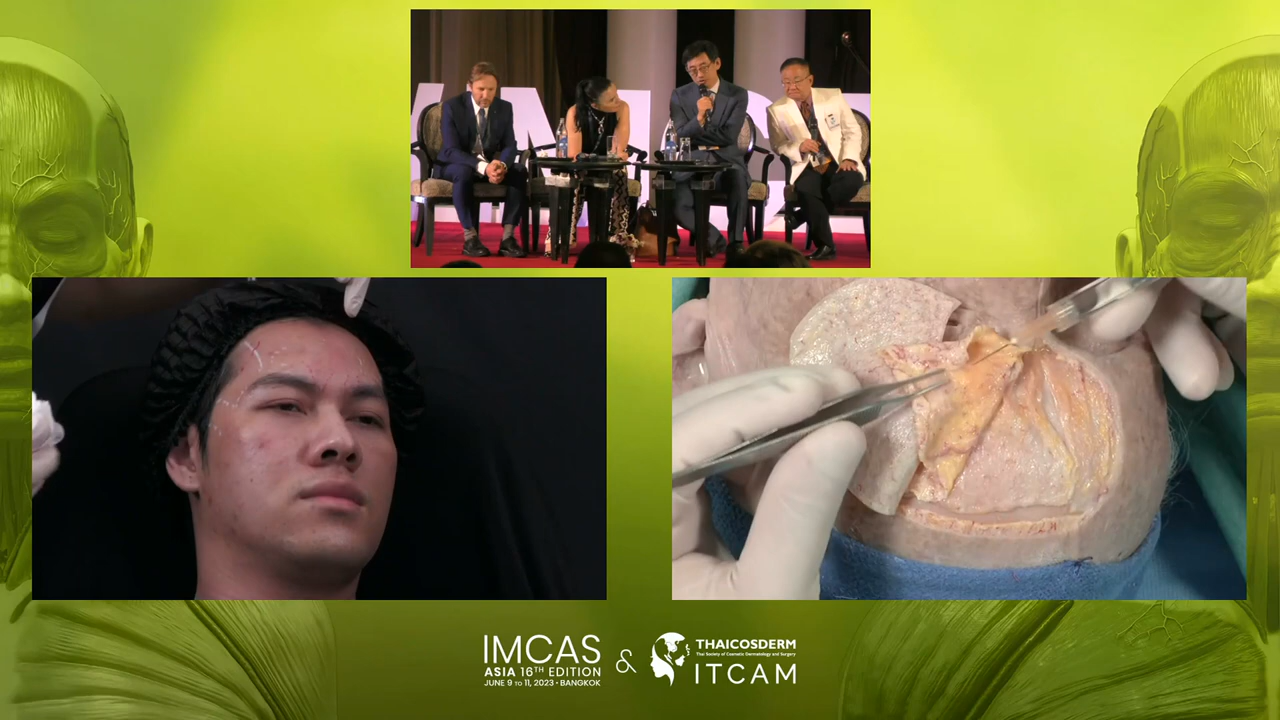 IMCAS
ASIA 16TH EDITION
JUNE 9 TO 11, 2023 • BANGKOK
&
THAICOSDERM
Thai Society of Cosmetic Dermatology and Surgery
ITCAM